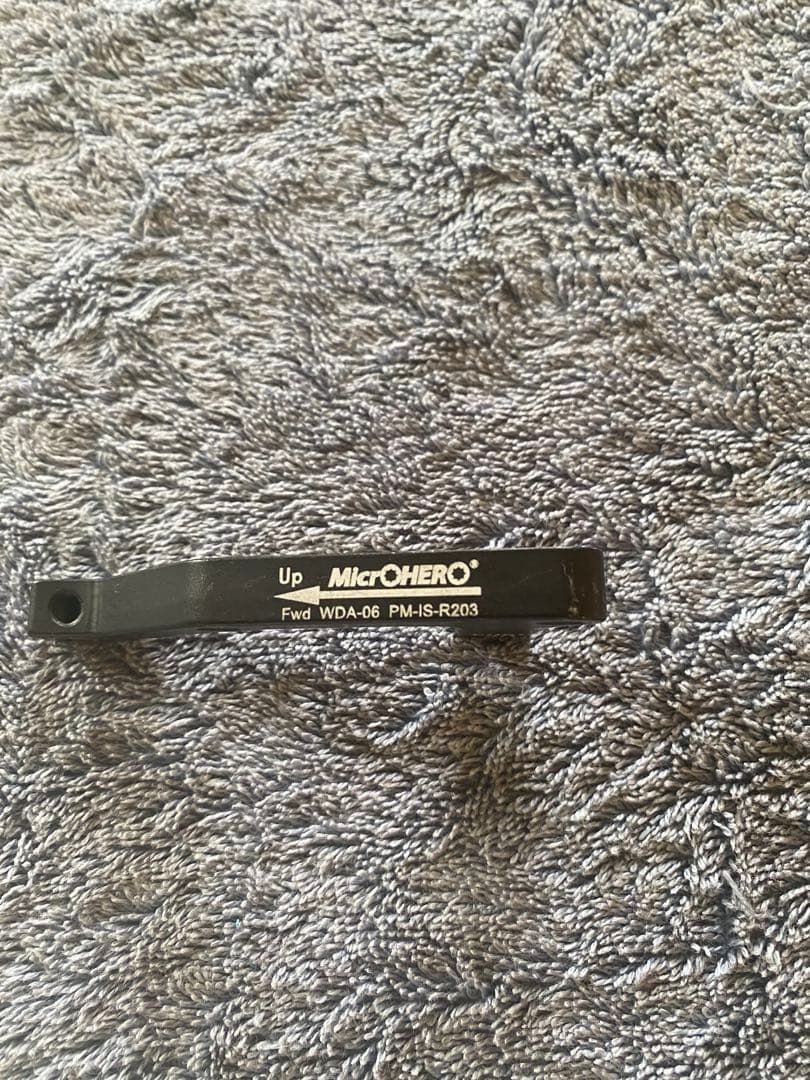 Up MicrOHERO®
Fwd WDA-06 PM-IS-R203